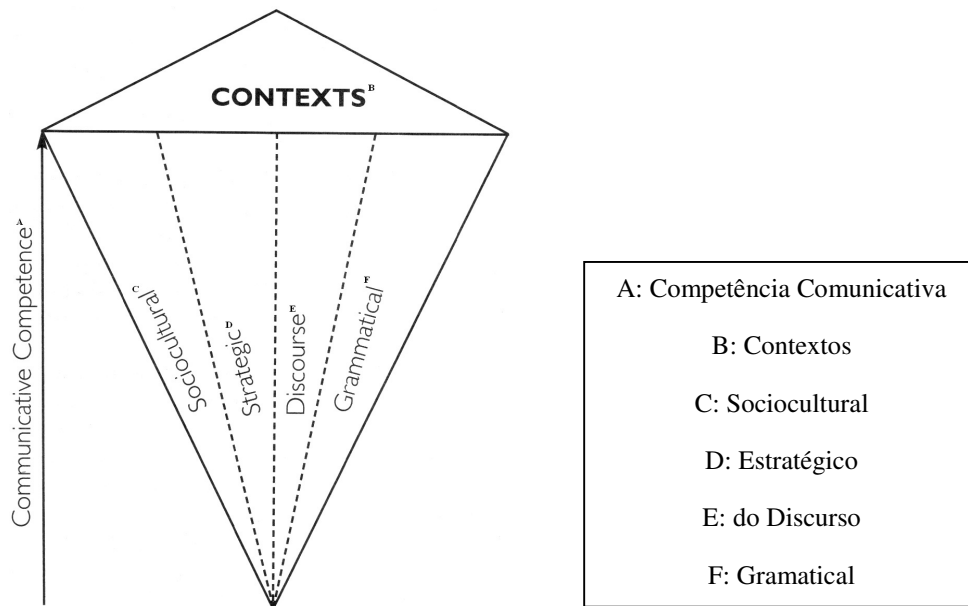 CONTEXTS^B
Communicative Competence^A
Sociocultural^C
Strategic^D
Discourse^E
Grammatical^F
A: Competência Comunicativa
B: Contextos
C: Sociocultural
D: Estratégico
E: do Discurso
F: Gramatical